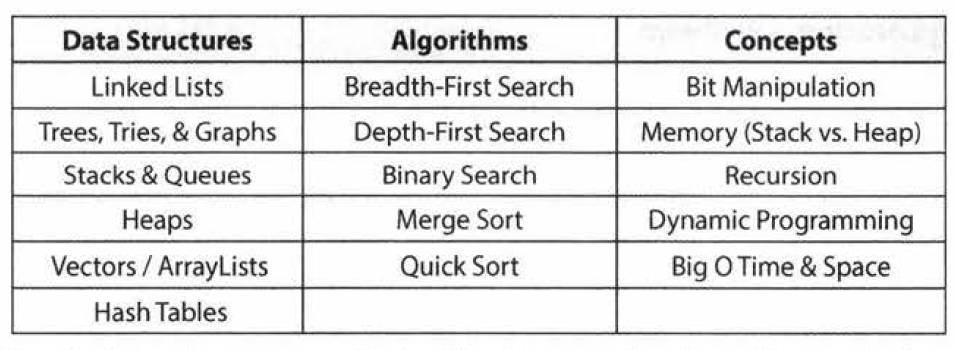 Data Structures Algorithms Concepts
Linked Lists Breadth-First Search Bit Manipulation
Trees, Tries, & Graphs Depth-First Search Memory (Stack vs. Heap)
Stacks & Queues Binary Search Recursion
Heaps Merge Sort Dynamic Programming
Vectors / ArrayLists Quick Sort Big O Time & Space
Hash Tables